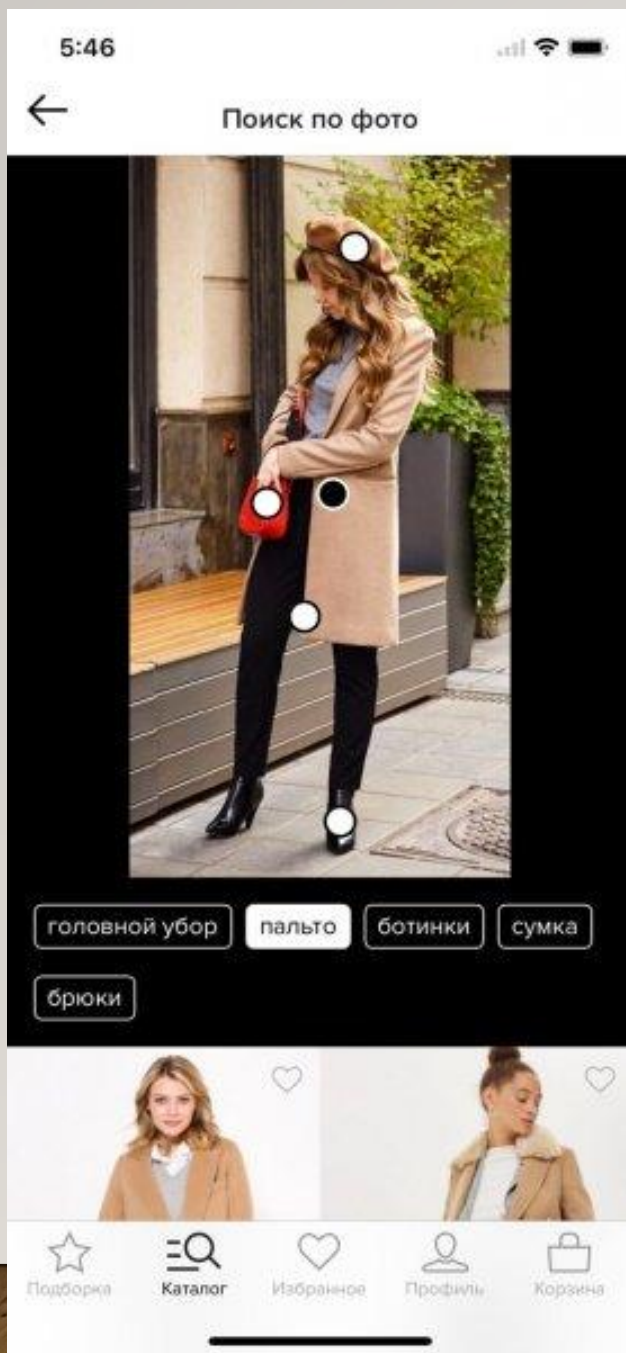 5:46
Поиск по фото
головной убор пальто ботинки сумка
брюки
Подборка Каталог Избранное Профиль Корзина